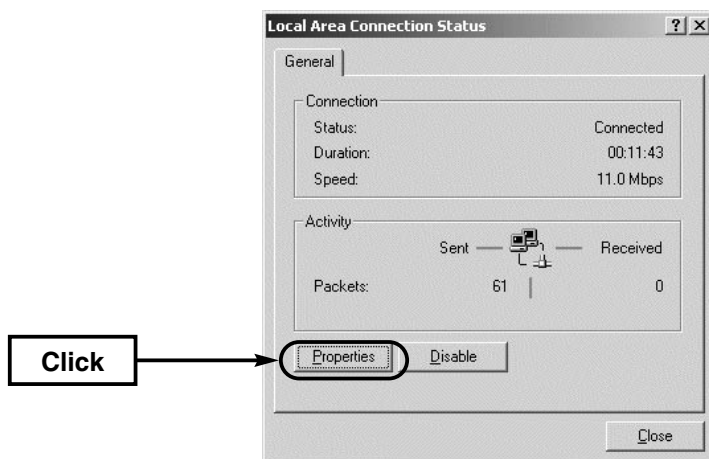 Local Area Connection Status ? X
General
Connection
Status: Connected
Duration: 00:11:43
Speed: 11.0 Mbps
Activity
Sent Received
Packets: 61 0
Click
Properties Disable
Close